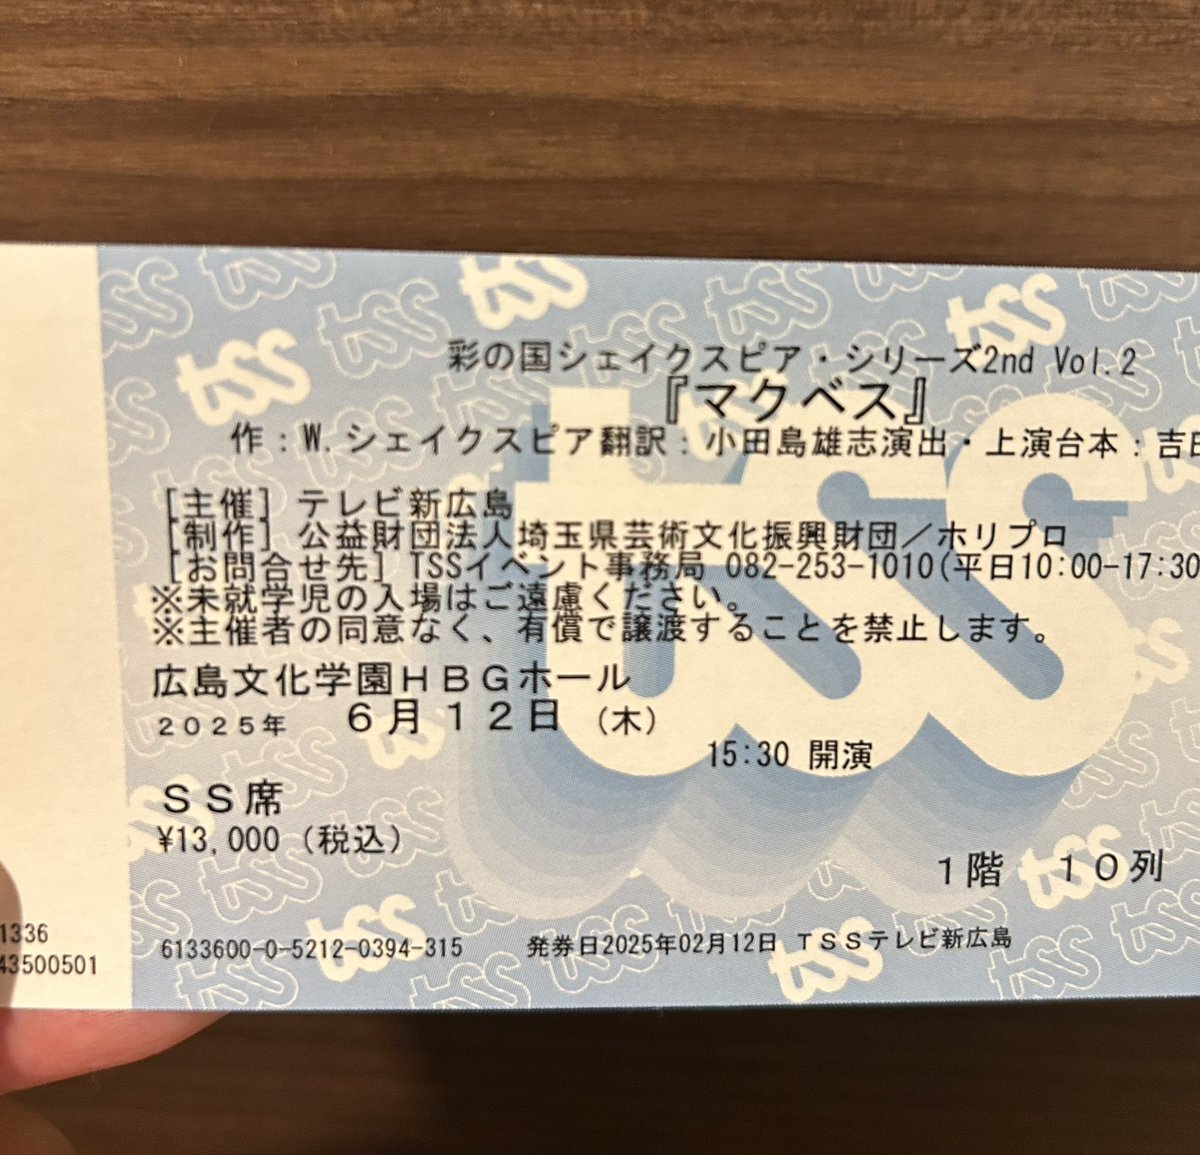 彩の国シェイクスピア・シリーズ2nd Vol.2
『マクベス』
作：W.シェイクスピア翻訳：小田島雄志演出・上演台本：吉田
[主催] テレビ新広島
[制作] 公益財団法人埼玉県芸術文化振興財団／ホリプロ
[お問合せ先] TSSイベント事務局 082-253-1010(平日10:00-17:30
※未就学児の入場はご遠慮ください。
※主催者の同意なく、有償で譲渡することを禁止します。
広島文化学園HBGホール
2025年 6月12日 （木）
15:30 開演
SS席
¥13,000（税込）
1階 10列
1336
43500501
6133600-0-5212-0394-315 発券日2025年02月12日 TSSテレビ新広島
tss